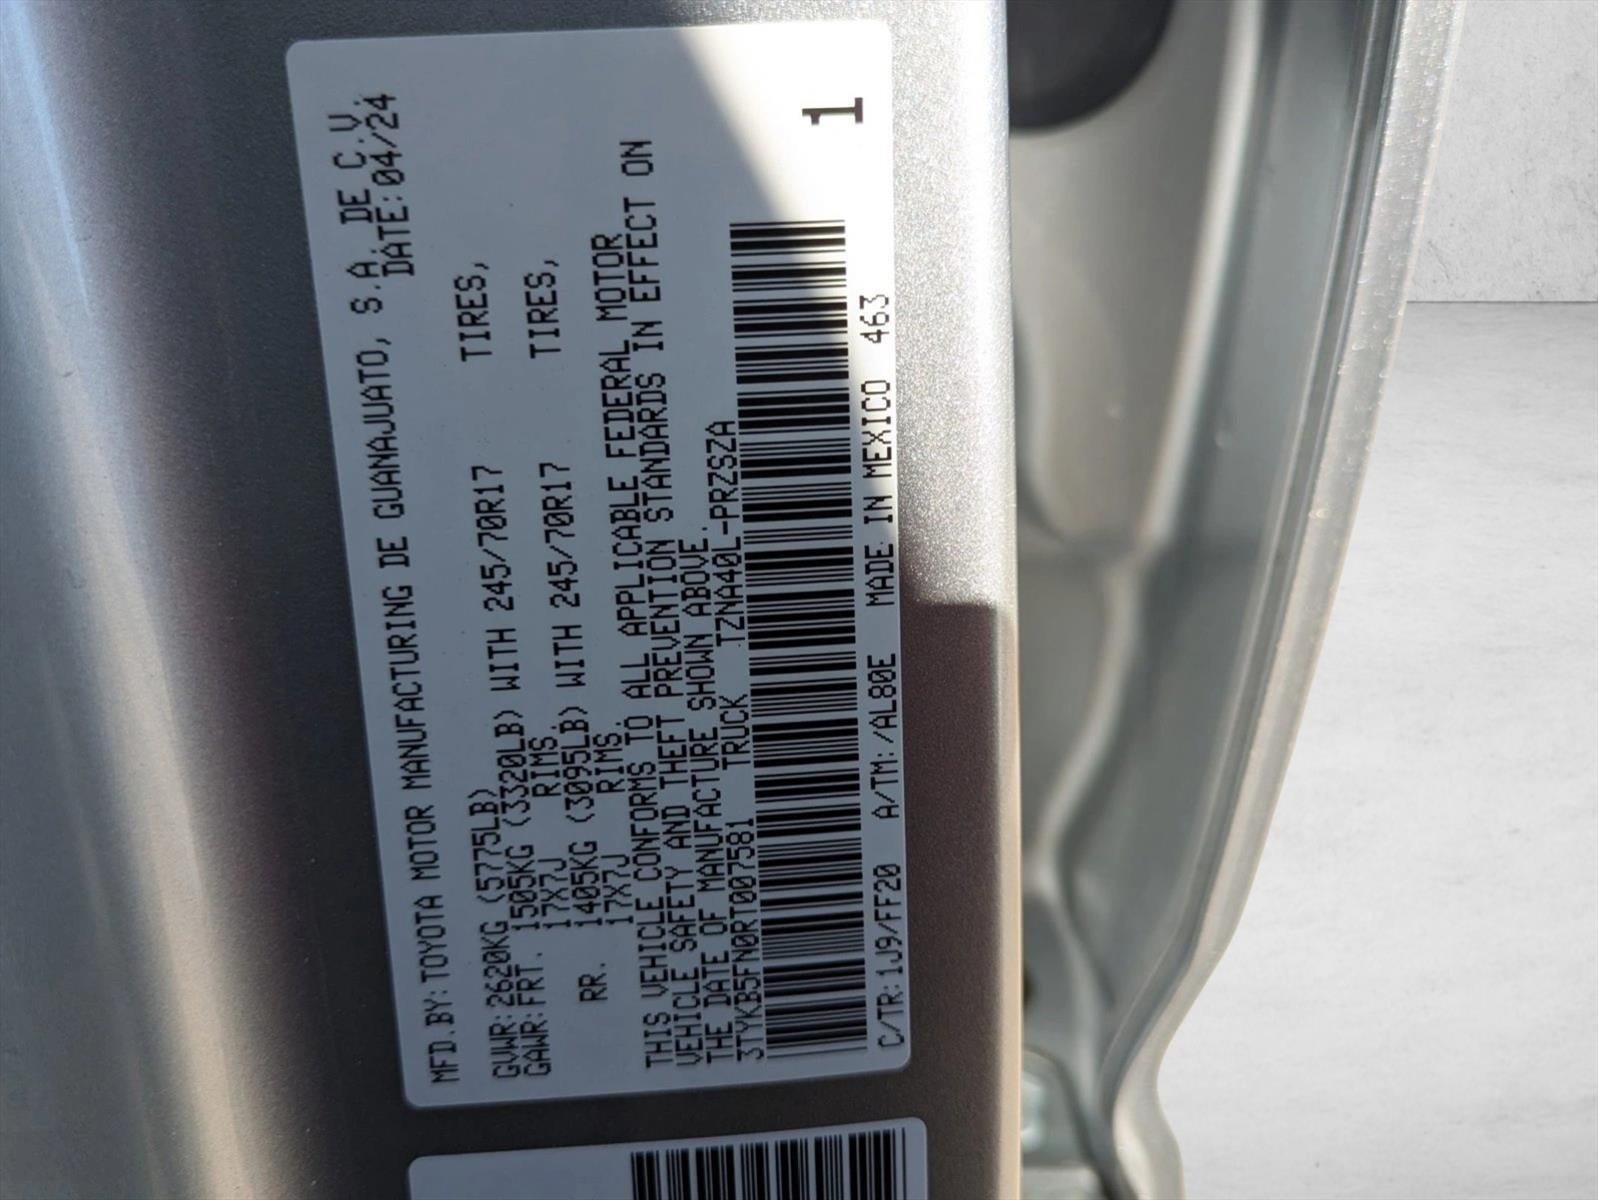 MFD.BY:TOYOTA MOTOR MANUFACTURING DE GUANAJUATO, S.A. DE C.V.
DATE:04/24
GVWR:2620KG (5775LB)
GAWR:FRT. 1505KG (3320LB) WITH 245/70R17 TIRES,
17X7J RIMS,
RR. 1405KG (3095LB) WITH 245/70R17 TIRES,
17X7J RIMS.
THIS VEHICLE CONFORMS TO ALL APPLICABLE FEDERAL MOTOR
VEHICLE SAFETY AND THEFT PREVENTION STANDARDS IN EFFECT ON
THE DATE OF MANUFACTURE SHOWN ABOVE.
3TYKB5FN0RT007581 TRUCK TZNA40L-PRZSZA
1
C/TR:1J9/FF20 A/TM:/AL80E MADE IN MEXICO 463